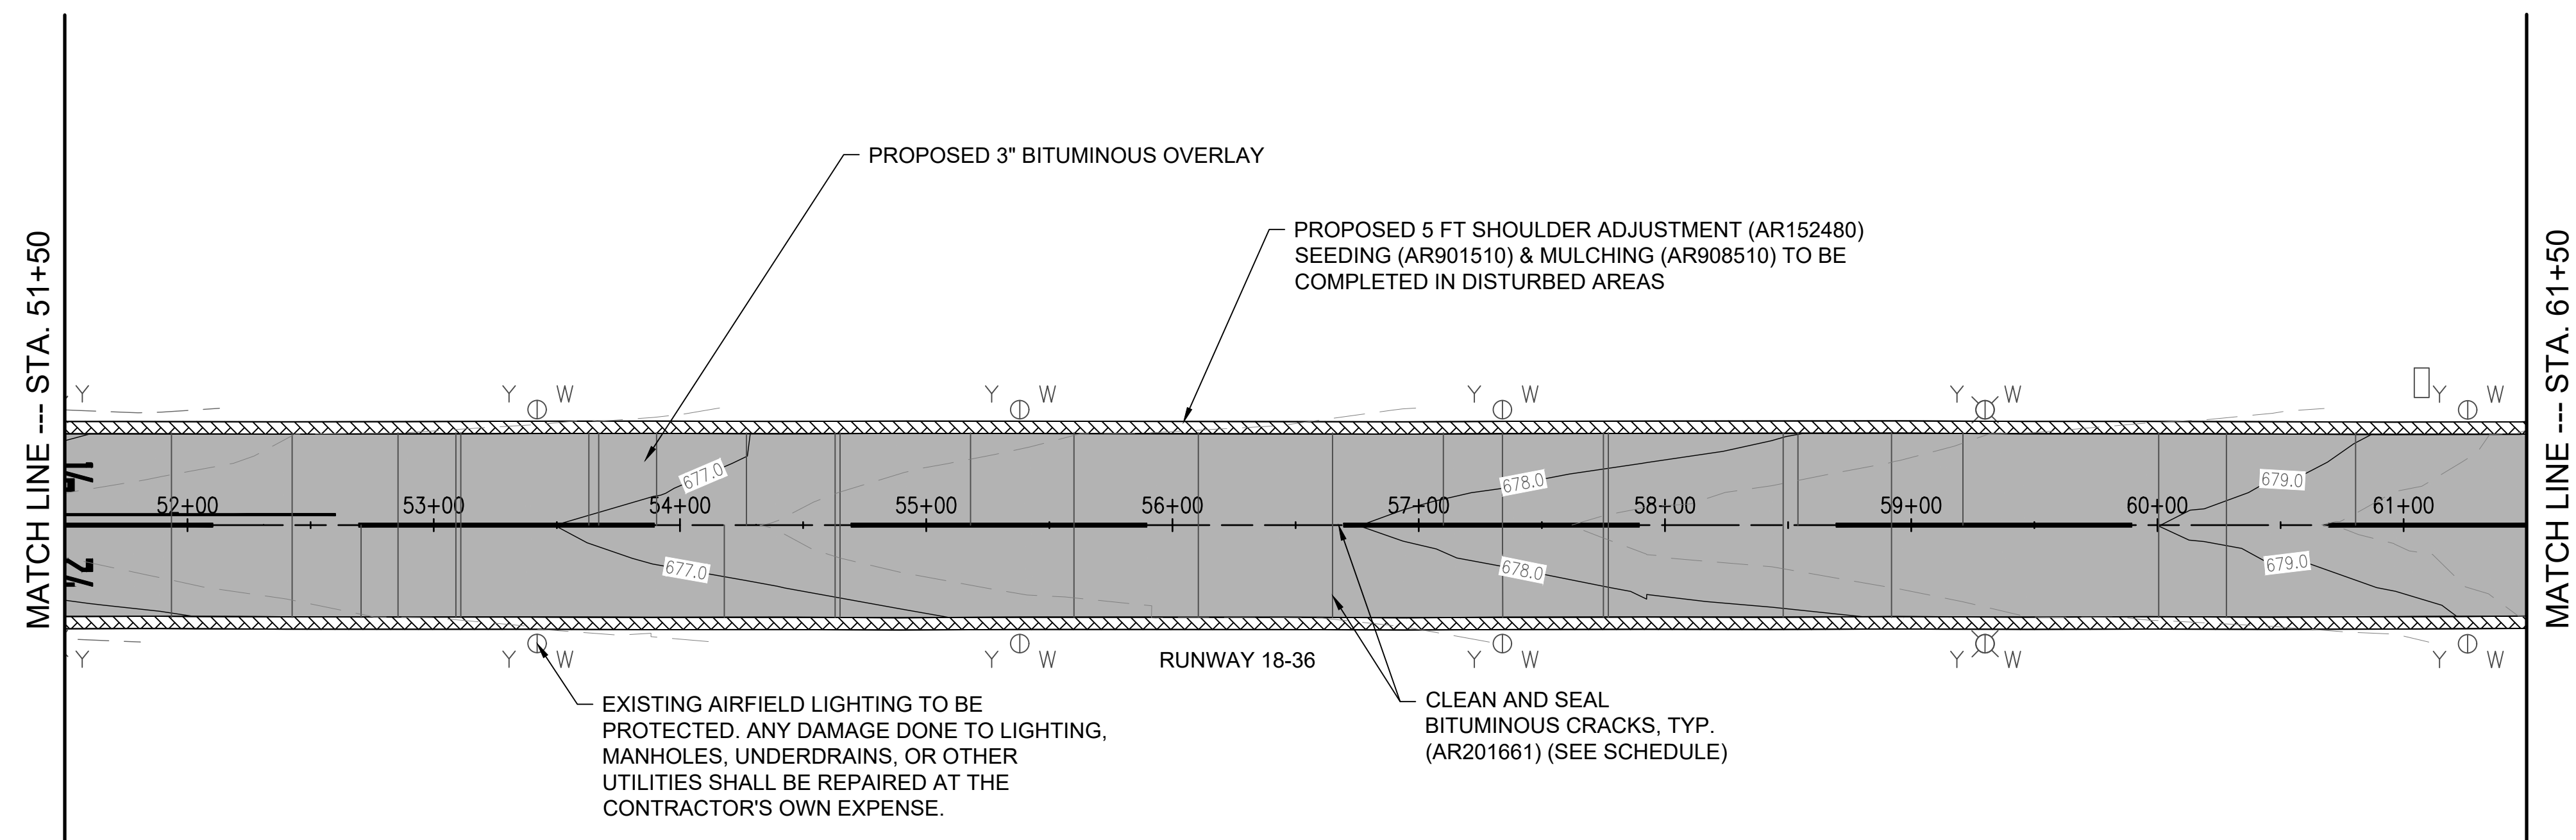 PROPOSED 3" BITUMINOUS OVERLAY
PROPOSED 5 FT SHOULDER ADJUSTMENT (AR152480)
SEEDING (AR901510) & MULCHING (AR908510) TO BE
COMPLETED IN DISTURBED AREAS
MATCH LINE --- STA. 51+50
MATCH LINE --- STA. 61+50
Y Y W Y W Y W Y W Y W
677.0 678.0 679.0
52+00 53+00 54+00 55+00 56+00 57+00 58+00 59+00 60+00 61+00
677.0 678.0 679.0
Y Y W Y W Y W Y W Y W
RUNWAY 18-36
EXISTING AIRFIELD LIGHTING TO BE
PROTECTED. ANY DAMAGE DONE TO LIGHTING,
MANHOLES, UNDERDRAINS, OR OTHER
UTILITIES SHALL BE REPAIRED AT THE
CONTRACTOR'S OWN EXPENSE.
CLEAN AND SEAL
BITUMINOUS CRACKS, TYP.
(AR201661) (SEE SCHEDULE)